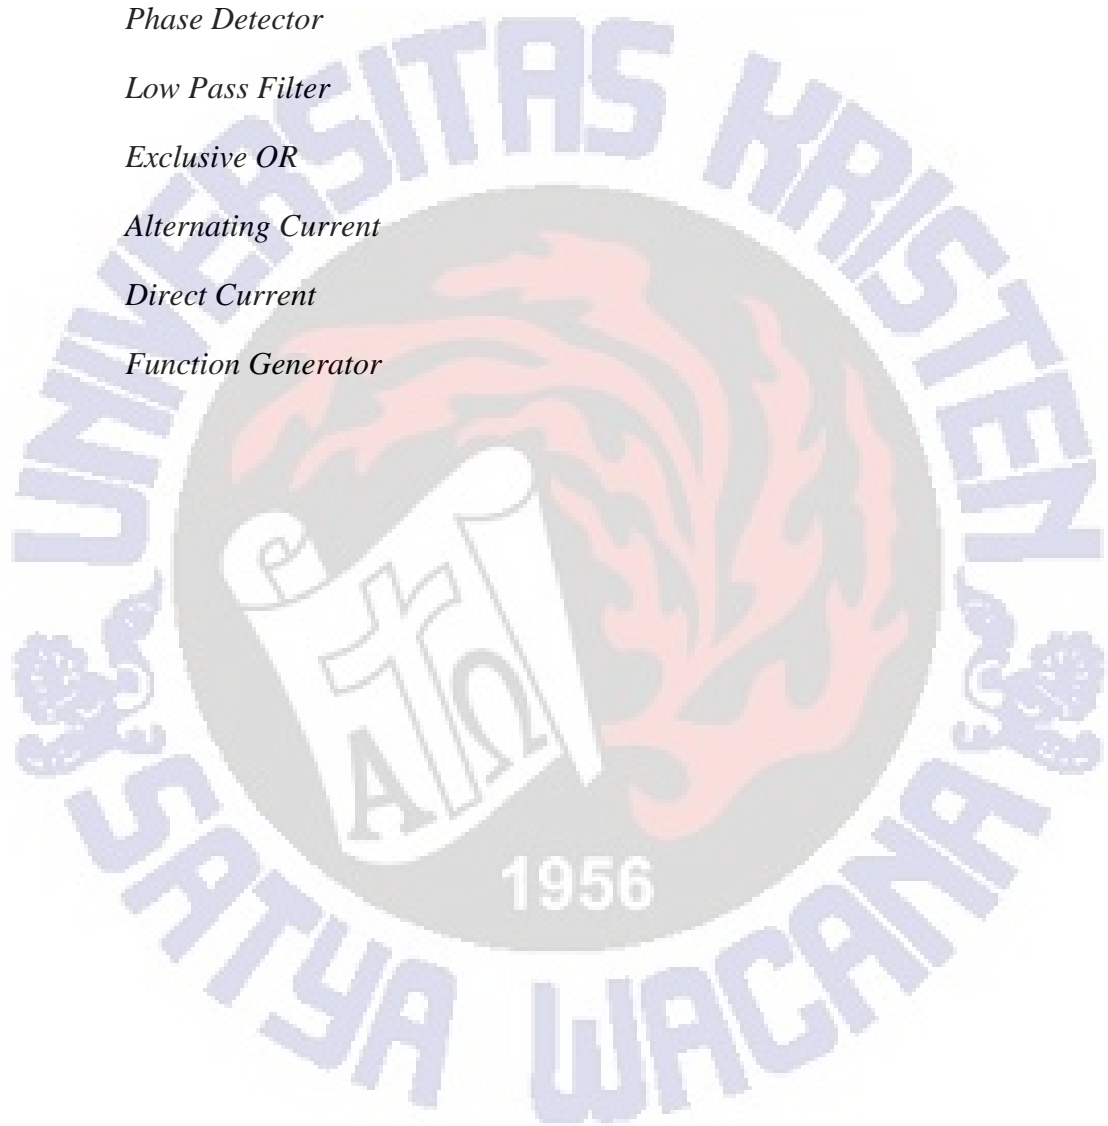 Phase Detector
Low Pass Filter
Exclusive OR
Alternating Current
Direct Current
Function Generator
UNIVERSITAS KRISTEN
SATYA WACANA
Α Ω
1956